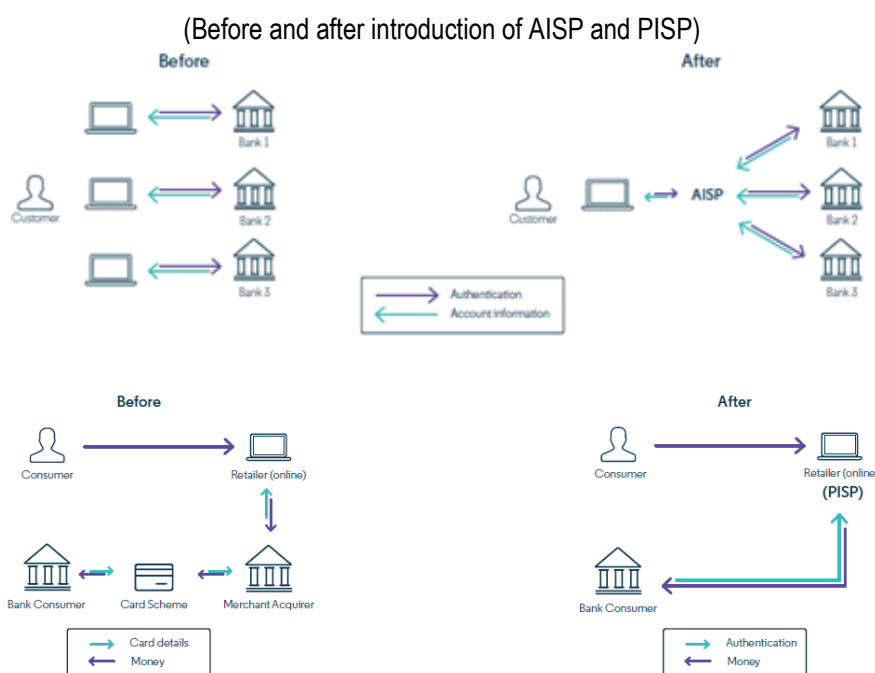 (Before and after introduction of AISP and PISP)
Before
After
Bank 1
Bank 1
Customer
Bank 2
Customer
AISP
Bank 2
Bank 3
Bank 3
Authentication
Account Information
Before
After
Consumer
Retailer (online)
Consumer
Retailer (online
(PISP)
Bank Consumer
Card Scheme
Merchant Acquirer
Bank Consumer
Card details
Money
Authentication
Money